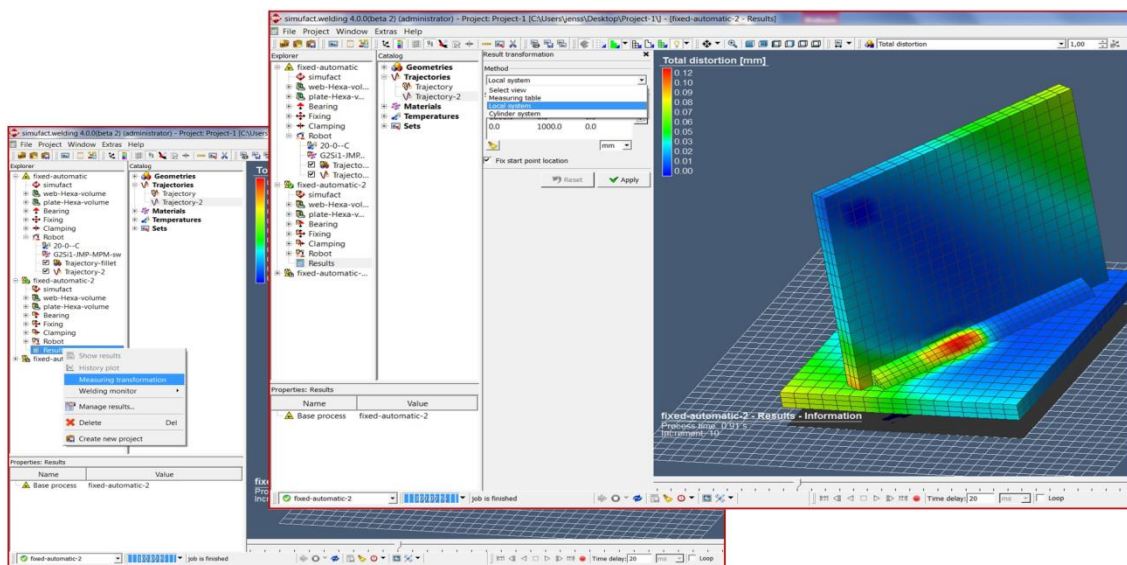 simufact.welding 4.0.0(beta 2) (administrator) - Project: Project-1 [C:\Users\jenss\Desktop\Project-1\] - [fixed-automatic-2 - Results]
File Project Window Extras Help
Total distortion
1,00
Explorer
fixed-automatic
simufact
web-Hexa-vol...
plate-Hexa-v...
Bearing
Fixing
Clamping
Robot
20-0--C
G2Si1-JMP...
Trajecto...
Trajecto...
fixed-automatic-2
simufact
web-Hexa-vol...
plate-Hexa-v...
Bearing
Fixing
Clamping
Robot
Results
fixed-automatic-...
Catalog
Geometries
Trajectories
Trajectory
Trajectory-2
Materials
Temperatures
Sets
Result transformation
Method
Local system
Select view
Measuring table
Local system
Cylinder system
0.0 1000.0 0.0
mm
Fix start point location
Reset Apply
Total distortion [mm]
0.12
0.10
0.09
0.08
0.07
0.06
0.05
0.03
0.02
0.01
0.00
fixed-automatic-2 - Results - Information
Process time: 0.91 s
Increment: 10
Properties: Results
Name Value
Base process fixed-automatic-2
fixed-automatic-2
job is finished
Time delay: 20 ms Loop
simufact.welding 4.0.0(beta 2) (administrator) - Project: Project-1 [C:\Users
File Project Window Extras Help
Explorer
fixed-automatic
simufact
web-Hexa-volume
plate-Hexa-volume
Bearing
Fixing
Clamping
Robot
20-0--C
G2Si1-JMP-MPM-sw
Trajectory-fillet
Trajectory-2
fixed-automatic-2
simufact
web-Hexa-volume
plate-Hexa-volume
Bearing
Fixing
Clamping
Robot
Results
fixed-aut
Catalog
Geometries
Trajectories
Trajectory
Trajectory-2
Materials
Temperatures
Sets
Show results
History plot
Measuring transformation
Welding monitor
Manage results...
Delete Del
Create new project
To
Properties: Results
Name Value
Base process fixed-automatic-2
fix
Pro
Inc
fixed-automatic-2
job is finished
Time delay: 20 ms Loop